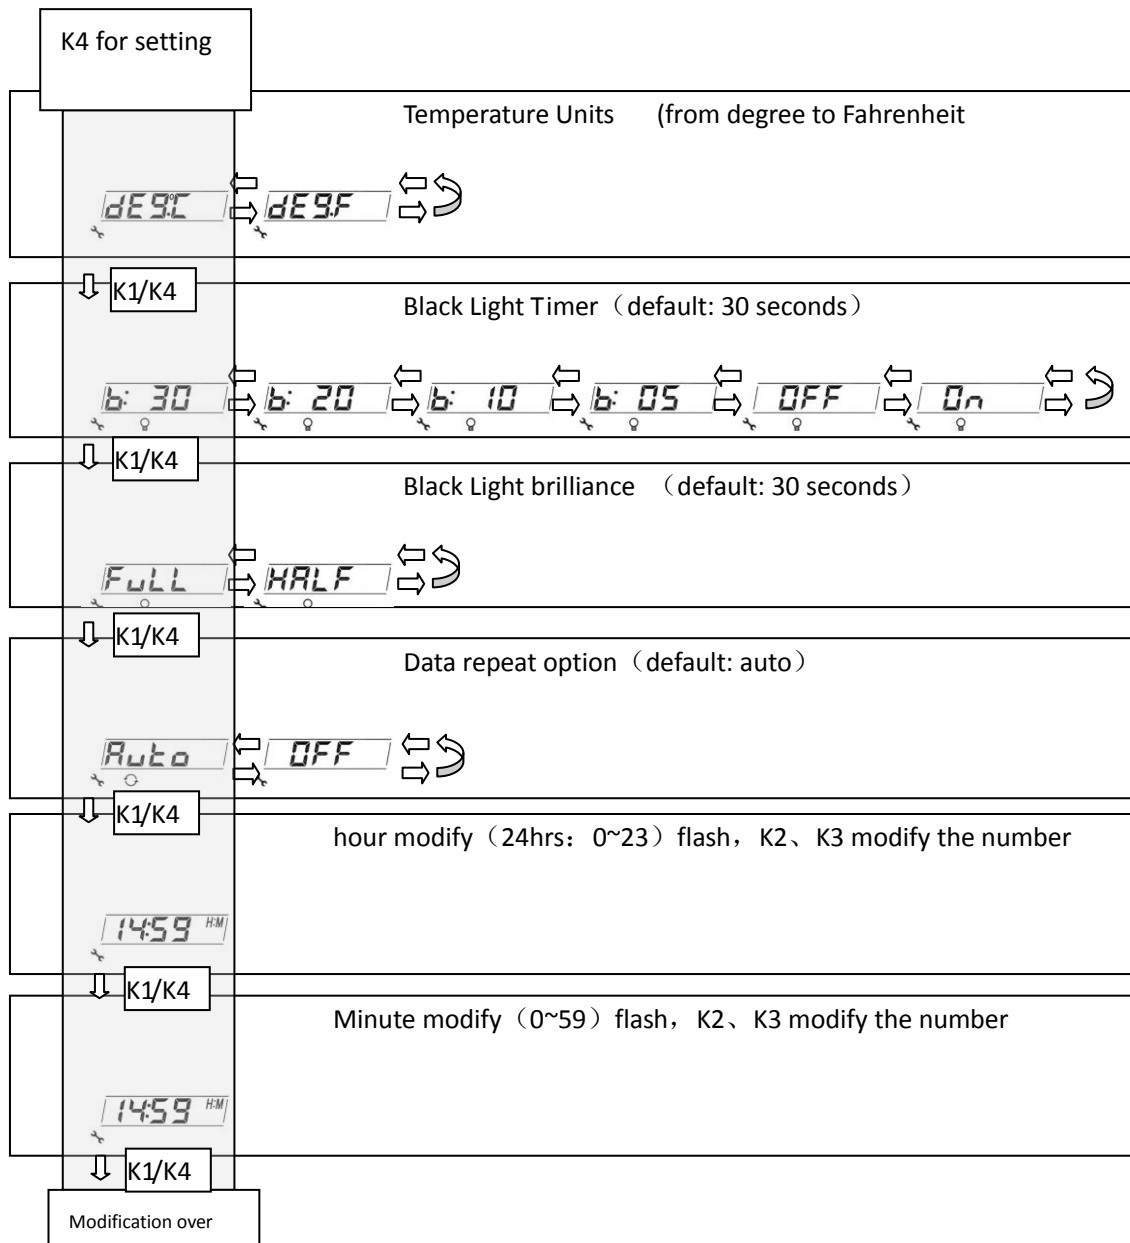 K4 for setting
Temperature Units (from degree to Fahrenheit
dEg.°C dEg.F
K1/K4
Black Light Timer（default: 30 seconds）
b: 30 b: 20 b: 10 b: 05 OFF On
K1/K4
Black Light brilliance （default: 30 seconds）
FuLL HALF
K1/K4
Data repeat option（default: auto）
Auto OFF
K1/K4
hour modify（24hrs：0~23）flash，K2、K3 modify the number
14:59 H:M
K1/K4
Minute modify（0~59）flash，K2、K3 modify the number
14:59 H:M
K1/K4
Modification over